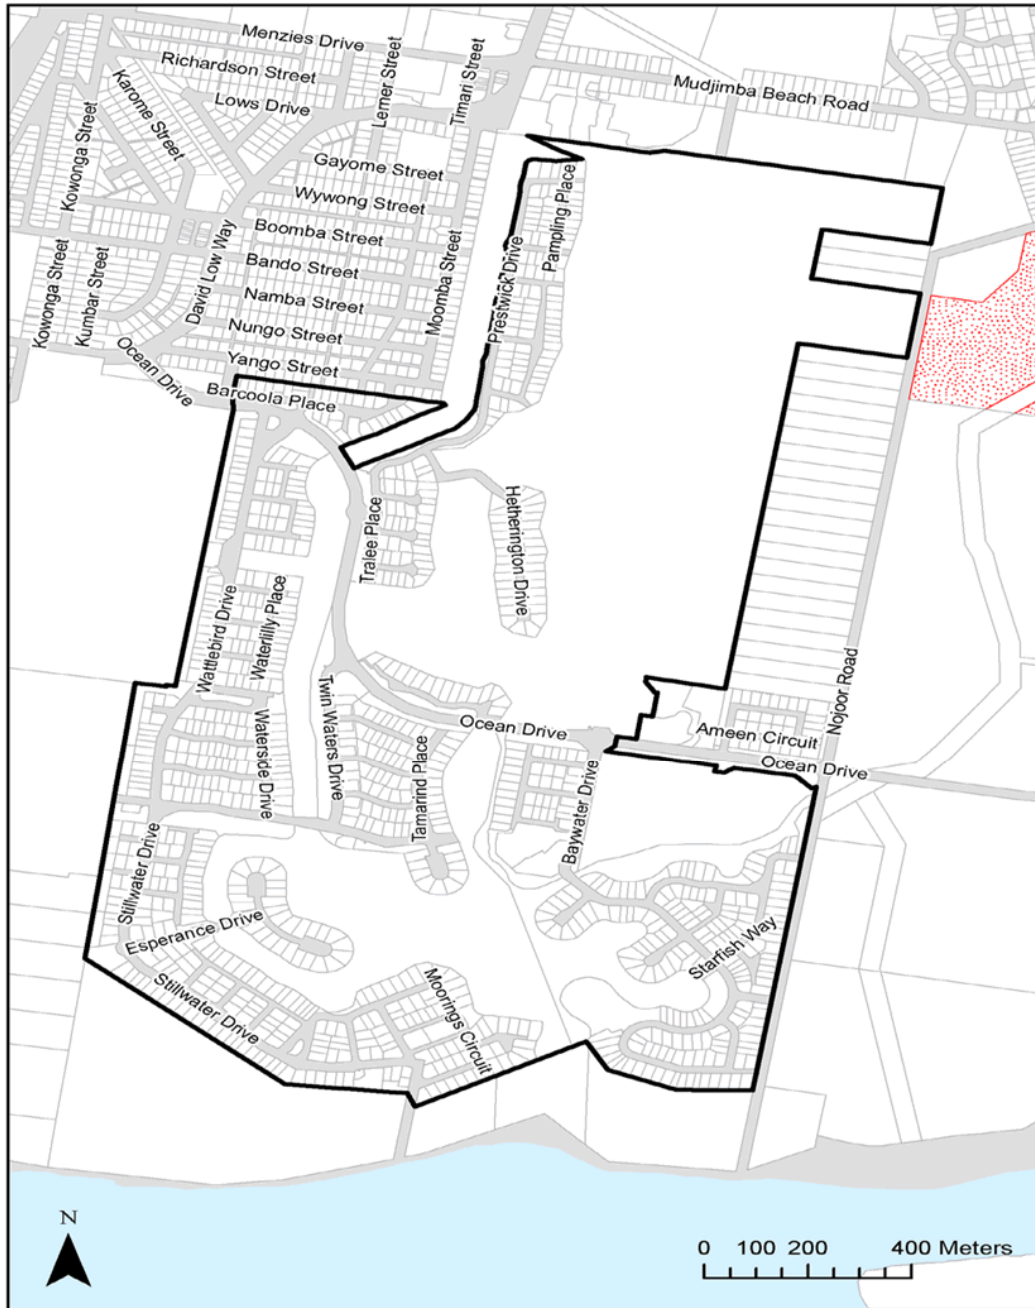 Menzies Drive
Richardson Street
Lows Drive
Karome Street
Kowonga Street
Lerner Street
Timari Street
Mudjimba Beach Road
Gayome Street
Wywong Street
Boomba Street
Bando Street
Namba Street
Nungo Street
Yango Street
David Low Way
Kowonga Street
Kumbar Street
Moomba Street
Prestwick Drive
Pampling Place
Ocean Drive
Barcoola Place
Tralee Place
Hetherington Drive
Wattlebird Drive
Waterlilly Place
Waterside Drive
Twin Waters Drive
Tamarind Place
Ocean Drive
Ameen Circuit
Ocean Drive
Nojoor Road
Baywater Drive
Stillwater Drive
Esperance Drive
Starfish Way
Stillwater Drive
Moorings Circuit
N
0 100 200 400 Meters